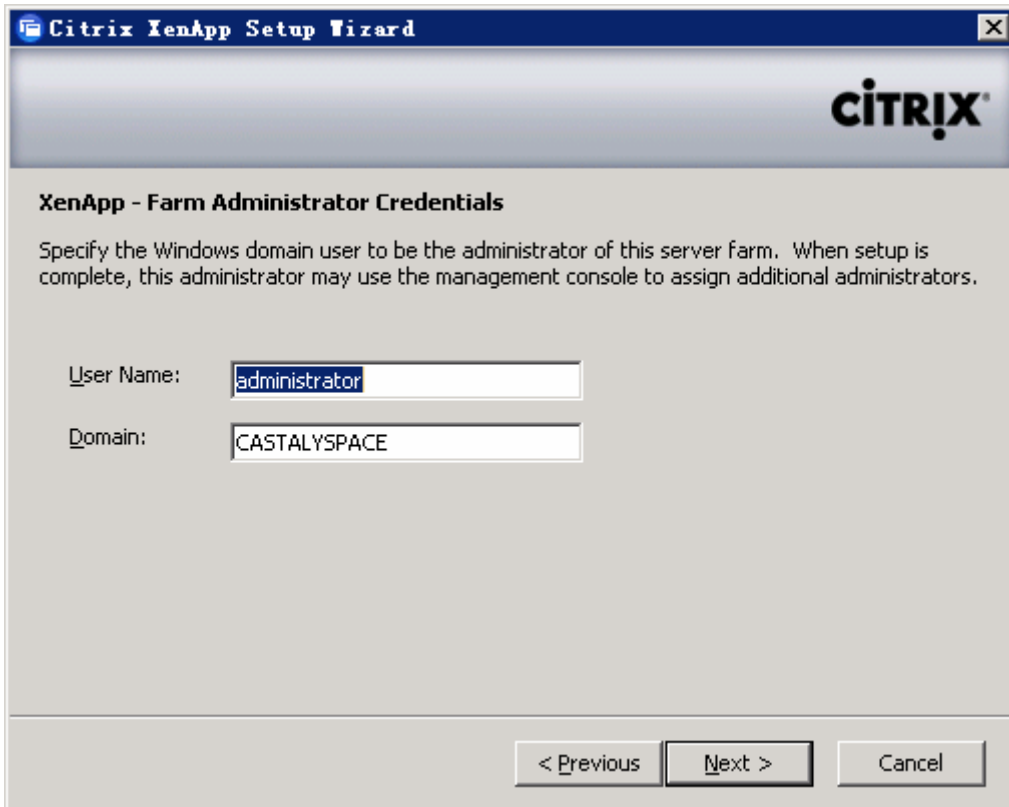 Citrix XenApp Setup Wizard
CİTRIX
XenApp - Farm Administrator Credentials
Specify the Windows domain user to be the administrator of this server farm.  When setup is
complete, this administrator may use the management console to assign additional administrators.
User Name:
administrator
Domain:
CASTALYSPACE
< Previous
Next >
Cancel